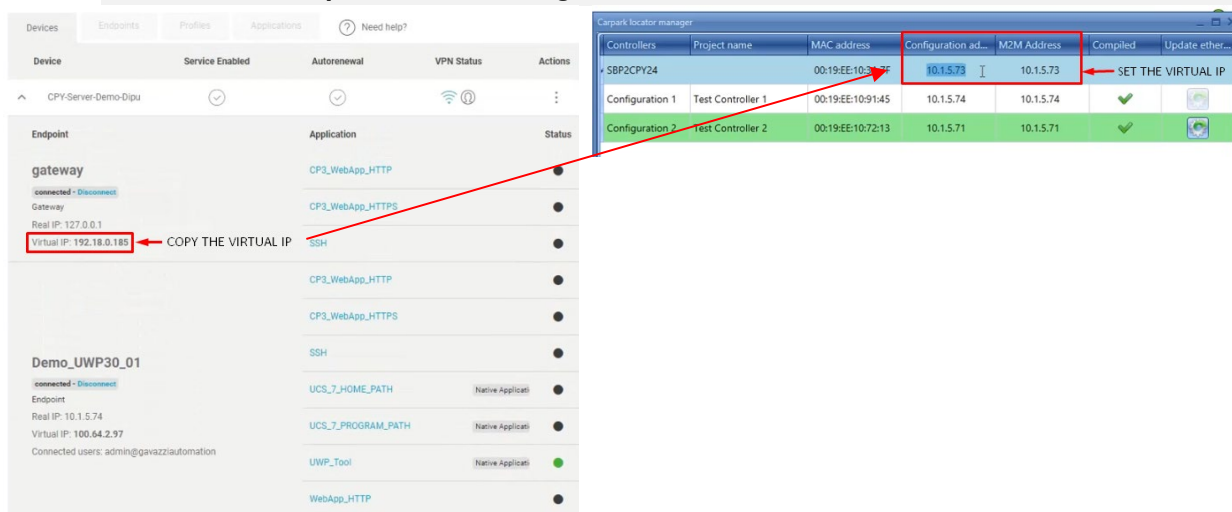 Devices Endpoints Profiles Applications ? Need help?
Device Service Enabled Autorenewal VPN Status Actions
CPY-Server-Demo-Dipu
Endpoint Application Status
gateway
connected - Disconnect
Gateway
Real IP: 127.0.0.1
Virtual IP: 192.18.0.185
COPY THE VIRTUAL IP
CP3_WebApp_HTTP
CP3_WebApp_HTTPS
SSH
Demo_UWP30_01
connected - Disconnect
Endpoint
Real IP: 10.1.5.74
Virtual IP: 100.64.2.97
Connected users: admin@gavazziautomation
CP3_WebApp_HTTP
CP3_WebApp_HTTPS
SSH
UCS_7_HOME_PATH Native Applicati
UCS_7_PROGRAM_PATH Native Applicati
UWP_Tool Native Applicati
WebApp_HTTP
Carpark locator manager
Controllers Project name MAC address Configuration ad... M2M Address Compiled Update ether...
SBP2CPY24 10.1.5.73 10.1.5.73
SET THE VIRTUAL IP
Configuration 1 Test Controller 1 00:19:EE:10:91:45 10.1.5.74 10.1.5.74
Configuration 2 Test Controller 2 00:19:EE:10:72:13 10.1.5.71 10.1.5.71